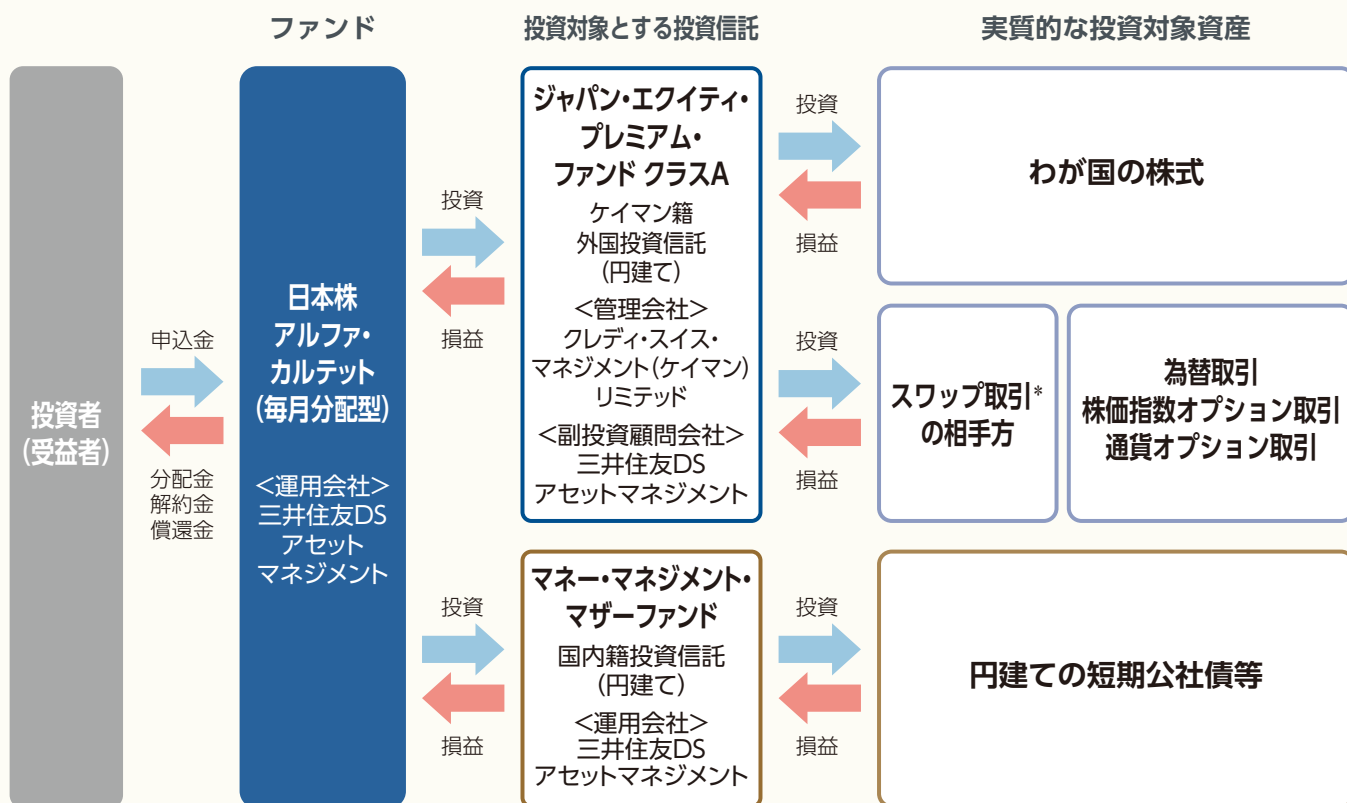 ファンド
投資対象とする投資信託
実質的な投資対象資産
投資者
(受益者)
申込金
分配金
解約金
償還金
日本株
アルファ・
カルテット
(毎月分配型)
<運用会社>
三井住友DS
アセット
マネジメント
投資
損益
ジャパン・エクイティ・
プレミアム・
ファンド クラスA
ケイマン籍
外国投資信託
(円建て)
<管理会社>
クレディ・スイス・
マネジメント(ケイマン)
リミテッド
<副投資顧問会社>
三井住友DS
アセットマネジメント
投資
損益
わが国の株式
投資
損益
スワップ取引*
の相手方
為替取引
株価指数オプション取引
通貨オプション取引
投資
損益
マネー・マネジメント・
マザーファンド
国内籍投資信託
(円建て)
<運用会社>
三井住友DS
アセットマネジメント
投資
損益
円建ての短期公社債等